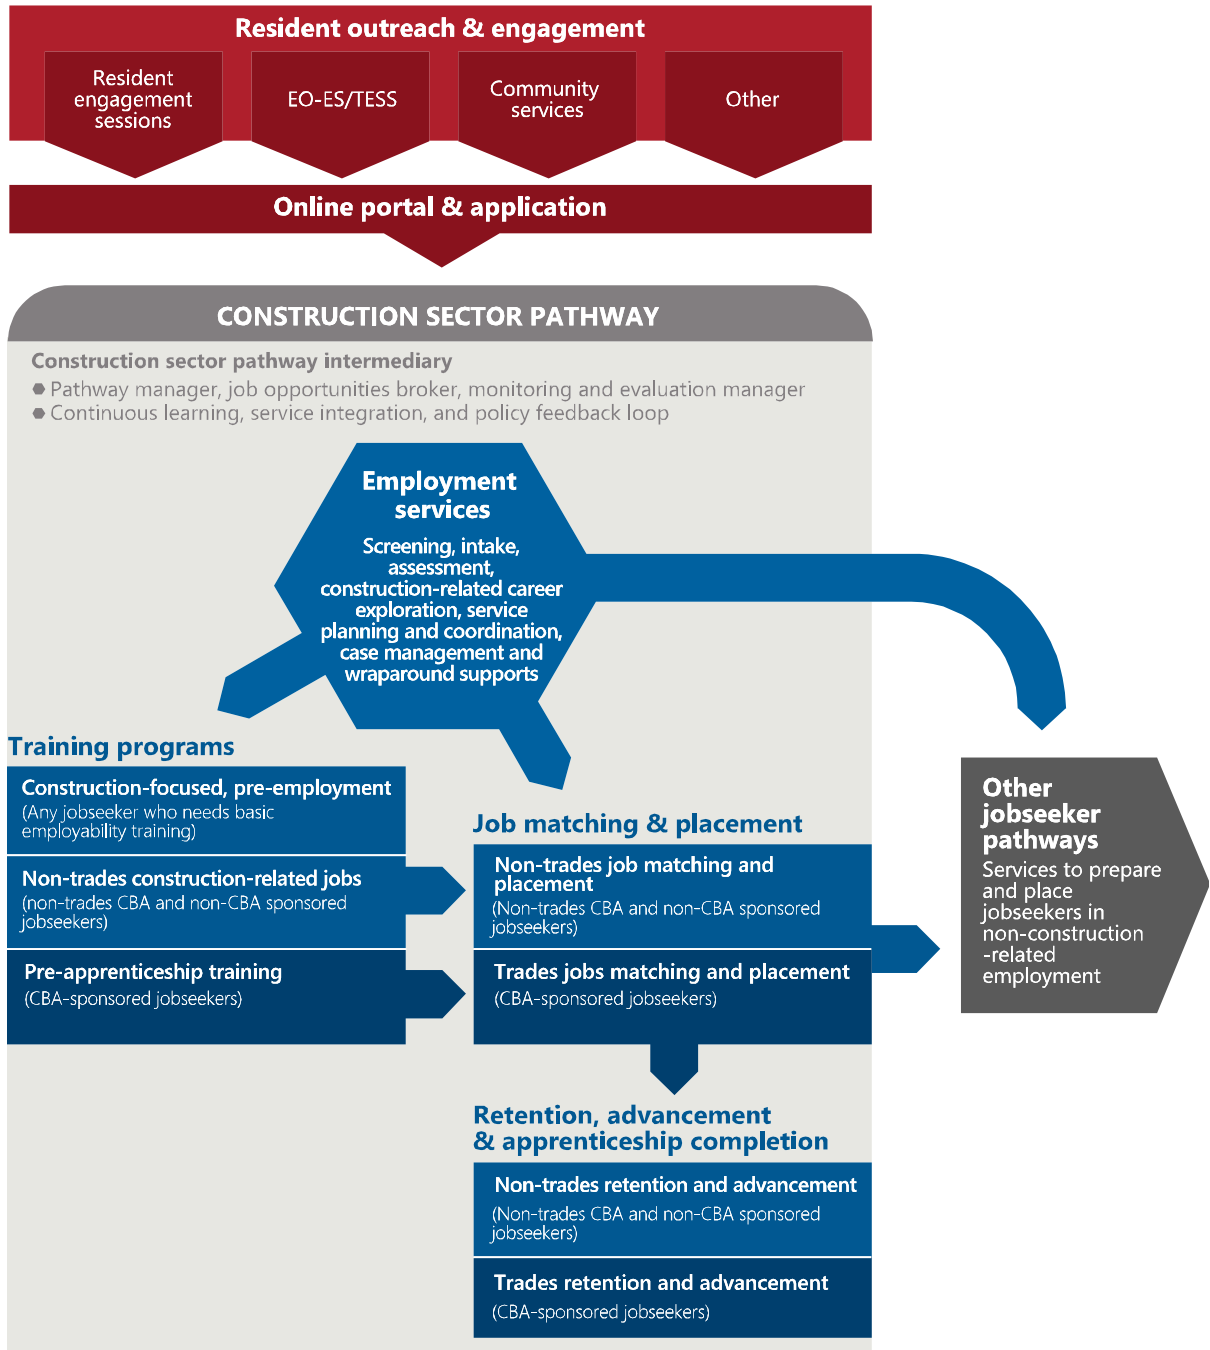 Resident outreach & engagement
Resident
engagement
sessions
EO-ES/TESS
Community
services
Other
Online portal & application
CONSTRUCTION SECTOR PATHWAY
Construction sector pathway intermediary
Pathway manager, job opportunities broker, monitoring and evaluation manager
Continuous learning, service integration, and policy feedback loop
Employment
services
Screening, intake,
assessment,
construction-related career
exploration, service
planning and coordination,
case management and
wraparound supports
Training programs
Construction-focused, pre-employment
(Any jobseeker who needs basic
employability training)
Non-trades construction-related jobs
(non-trades CBA and non-CBA sponsored
jobseekers)
Pre-apprenticeship training
(CBA-sponsored jobseekers)
Job matching & placement
Non-trades job matching and
placement
(Non-trades CBA and non-CBA sponsored
jobseekers)
Trades jobs matching and placement
(CBA-sponsored jobseekers)
Other
jobseeker
pathways
Services to prepare
and place
jobseekers in
non-construction
-related
employment
Retention, advancement
& apprenticeship completion
Non-trades retention and advancement
(Non-trades CBA and non-CBA sponsored
jobseekers)
Trades retention and advancement
(CBA-sponsored jobseekers)